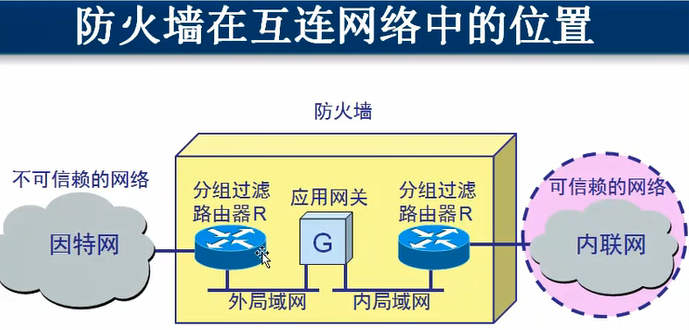 防火墙在互连网络中的位置
防火墙
不可信赖的网络
因特网
分组过滤
路由器R
应用网关
G
分组过滤
路由器R
外局域网
内局域网
可信赖的网络
内联网